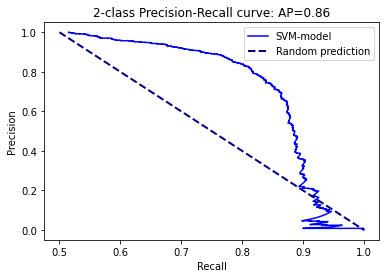 2-class Precision-Recall curve: AP=0.86
SVM-model
Random prediction
Precision
1.0
0.8
0.6
0.4
0.2
0.0
0.5
0.6
0.7
0.8
0.9
1.0
Recall